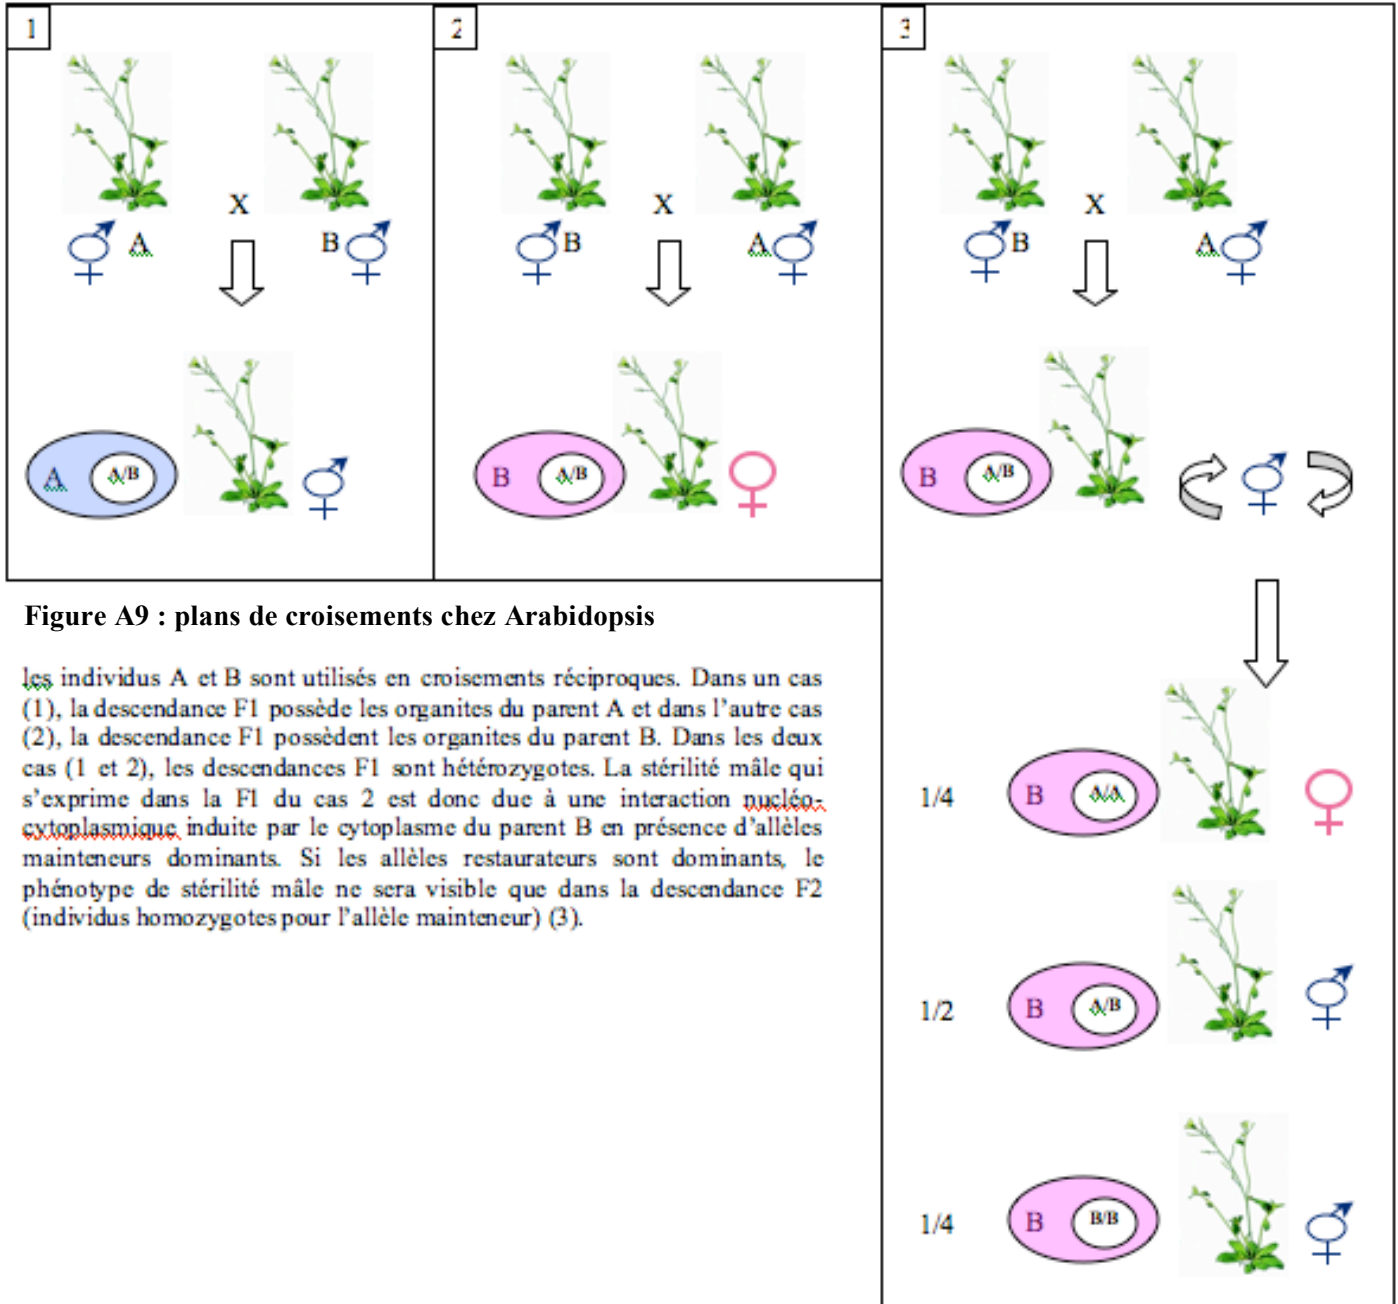 1
2
3
X
A
B
A
A/B
X
B
A
B
A/B
X
B
A
B
A/B
Figure A9 : plans de croisements chez Arabidopsis
les individus A et B sont utilisés en croisements réciproques. Dans un cas
(1), la descendance F1 possède les organites du parent A et dans l'autre cas
(2), la descendance F1 possèdent les organites du parent B. Dans les deux
cas (1 et 2), les descendances F1 sont hétérozygotes. La stérilité mâle qui
s'exprime dans la F1 du cas 2 est donc due à une interaction nucléo-
cytoplasmique induite par le cytoplasme du parent B en présence d'allèles
mainteneurs dominants. Si les allèles restaurateurs sont dominants, le
phénotype de stérilité mâle ne sera visible que dans la descendance F2
(individus homozygotes pour l'allèle mainteneur) (3).
1/4
B
A/A
1/2
B
A/B
1/4
B
B/B